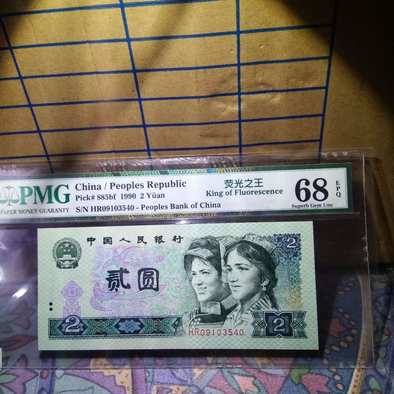 PMG
PAPER MONEY GUARANTY
China / Peoples Republic
Pick# 885bf 1990 2 Yüan
S/N HR09103540 - Peoples Bank of China
荧光之王
King of Fluorescence
68 EPQ
Superb Gem Unc
中国人民银行
2
贰圆
HR09103540
2
2